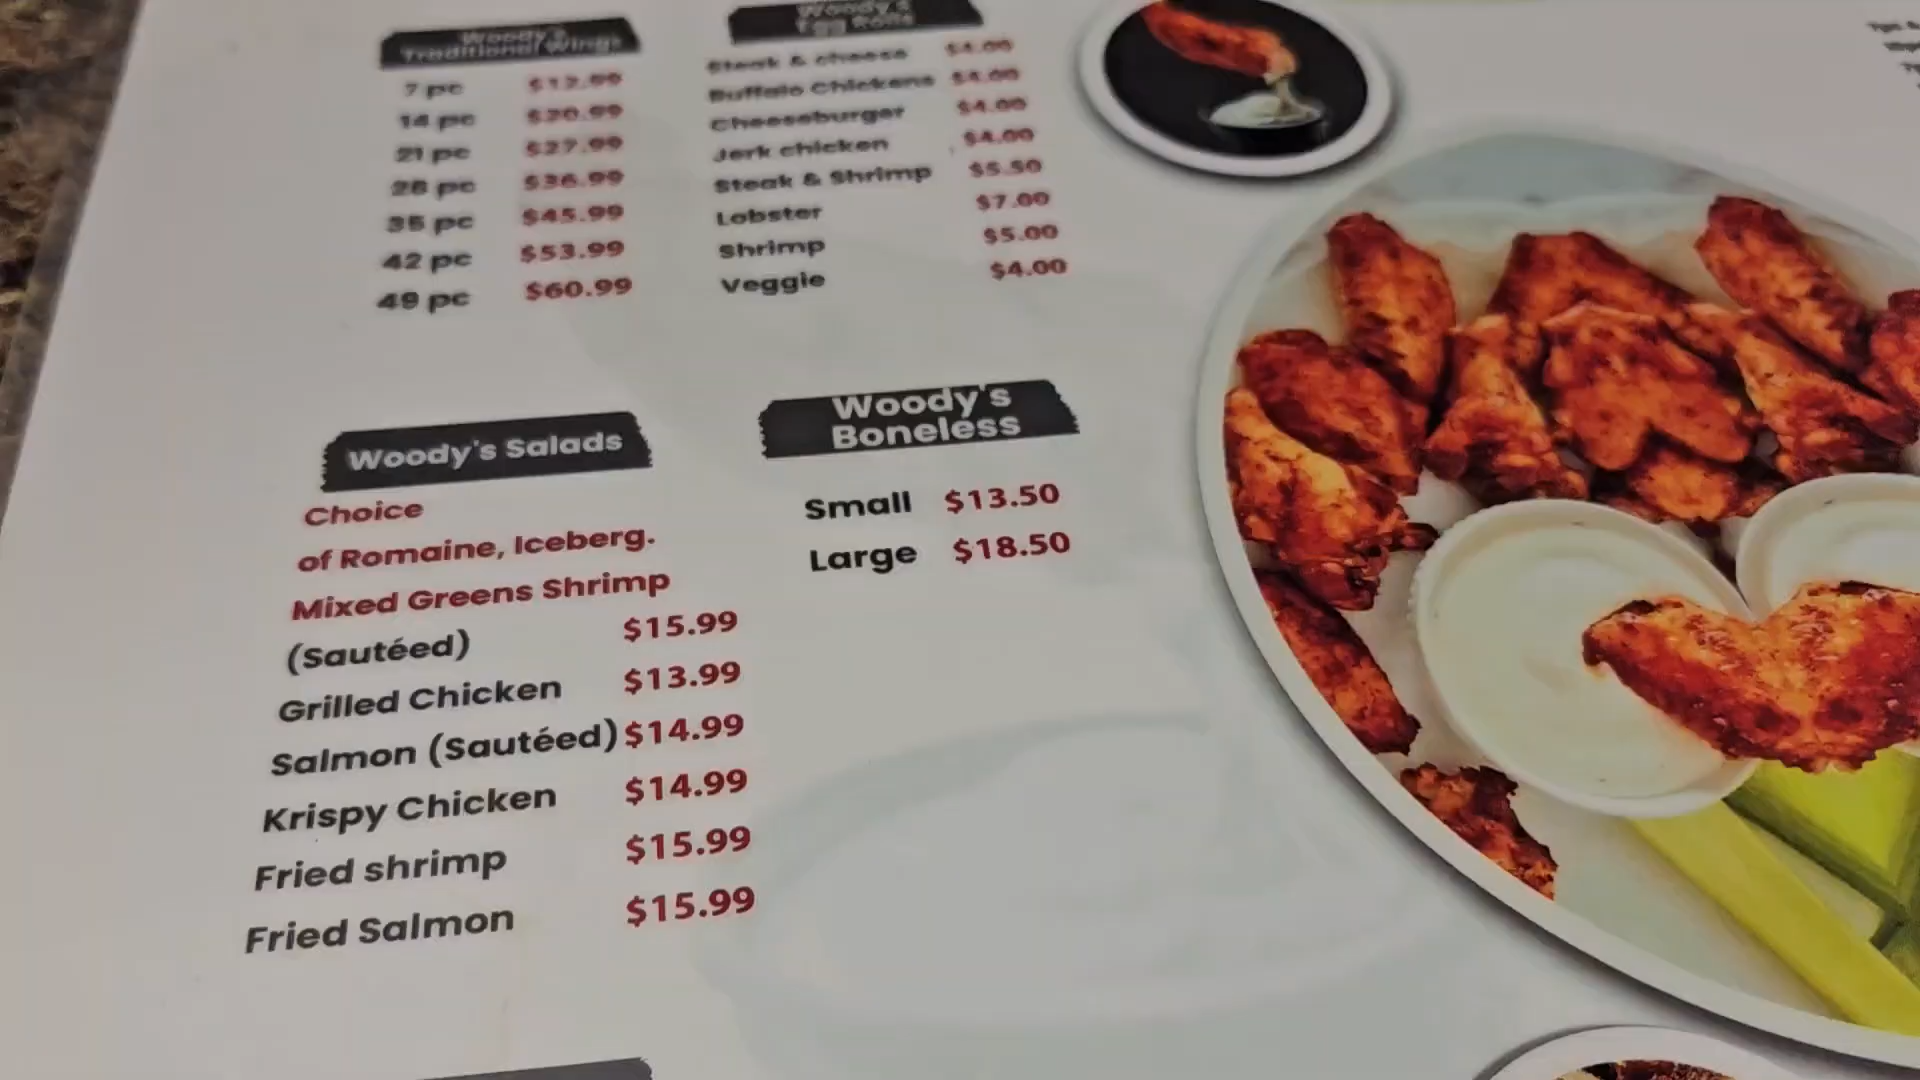 Woody's
Traditional Wings
7 pc $12.99
14 pc $20.99
21 pc $27.99
28 pc $36.99
35 pc $45.99
42 pc $53.99
49 pc $60.99
Woody's
Egg Rolls
Steak & cheese $4.00
Buffalo Chickens $4.00
Cheeseburger $4.00
Jerk chicken $4.00
Steak & Shrimp $5.50
Lobster $7.00
Shrimp $5.00
Veggie $4.00
Woody's Salads
Choice
of Romaine, Iceberg.
Mixed Greens Shrimp
(Sautéed) $15.99
Grilled Chicken $13.99
Salmon (Sautéed) $14.99
Krispy Chicken $14.99
Fried shrimp $15.99
Fried Salmon $15.99
Woody's
Boneless
Small $13.50
Large $18.50